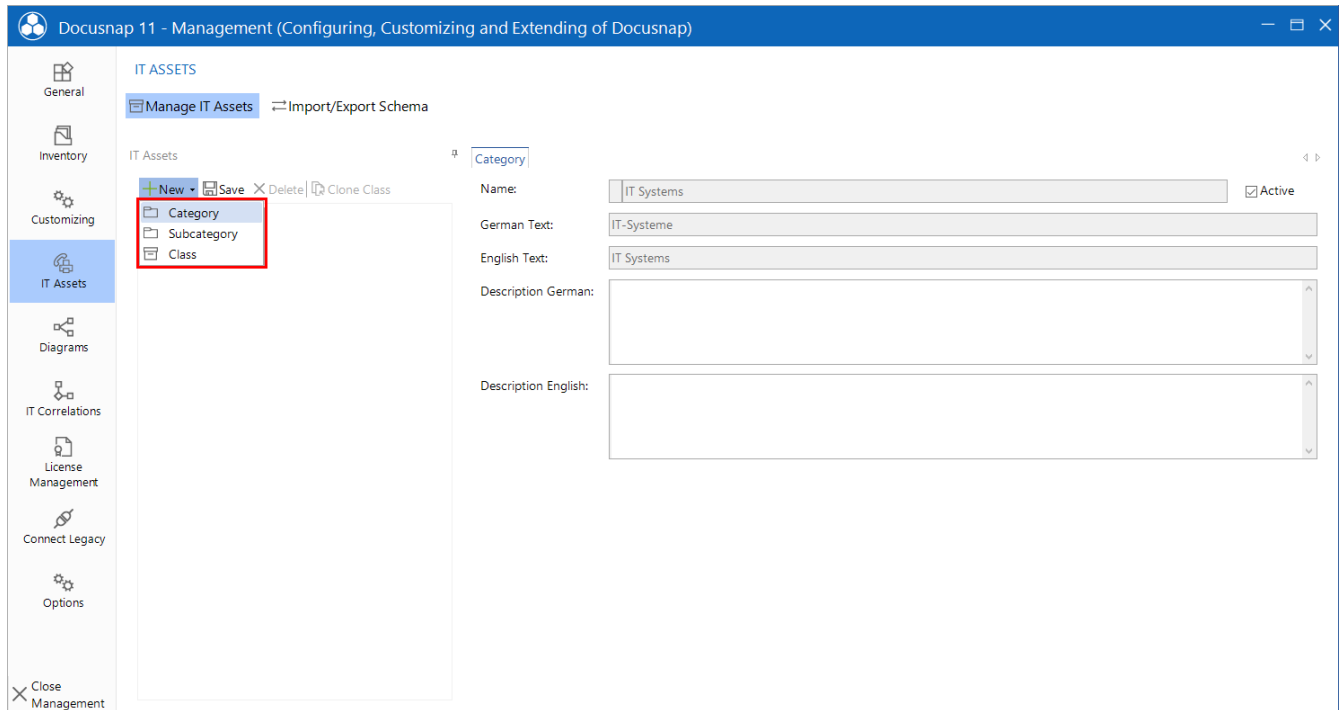 Docusnap 11 - Management (Configuring, Customizing and Extending of Docusnap)
General
Inventory
Customizing
IT Assets
Diagrams
IT Correlations
License
Management
Connect Legacy
Options
Close
Management
IT ASSETS
Manage IT Assets Import/Export Schema
IT Assets
New Save Delete Clone Class
Category
Subcategory
Class
Category
Name: IT Systems Active
German Text: IT-Systeme
English Text: IT Systems
Description German:
Description English: